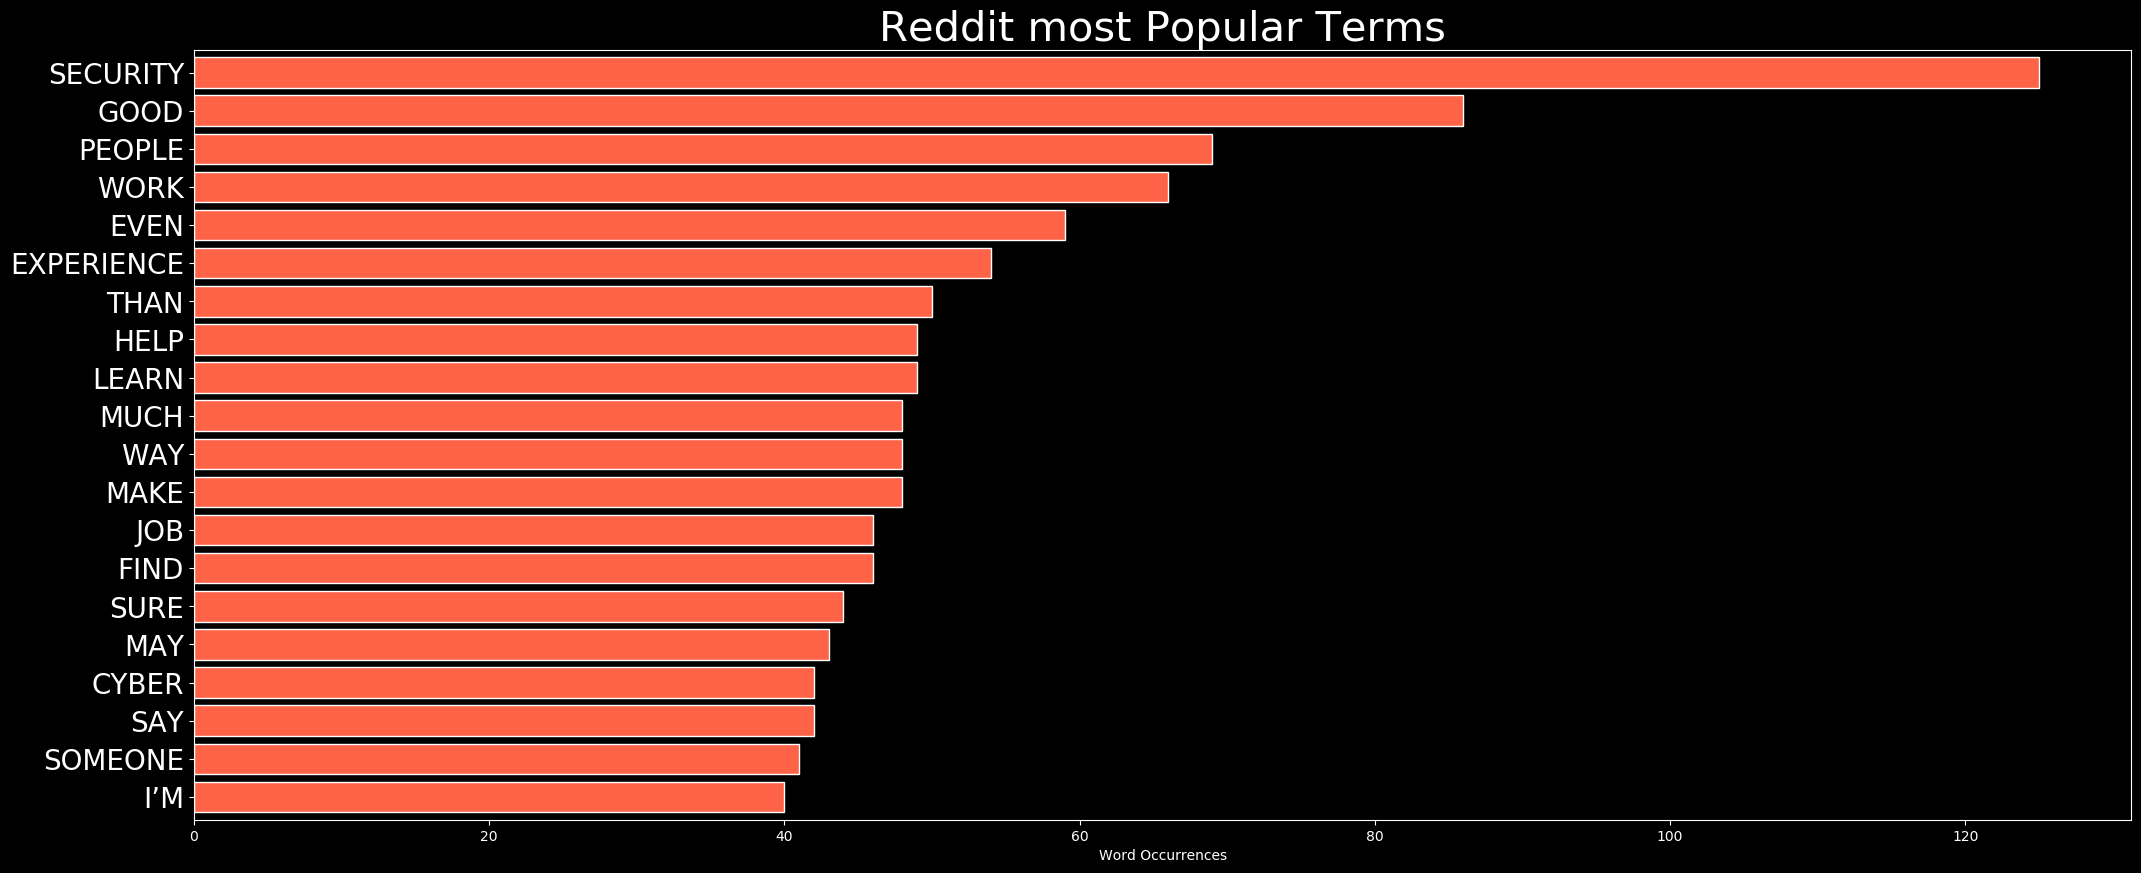 Reddit most Popular Terms
SECURITY
GOOD
PEOPLE
WORK
EVEN
EXPERIENCE
THAN
HELP
LEARN
MUCH
WAY
MAKE
JOB
FIND
SURE
MAY
CYBER
SAY
SOMEONE
I’M
0 20 40 60 80 100 120
Word Occurrences